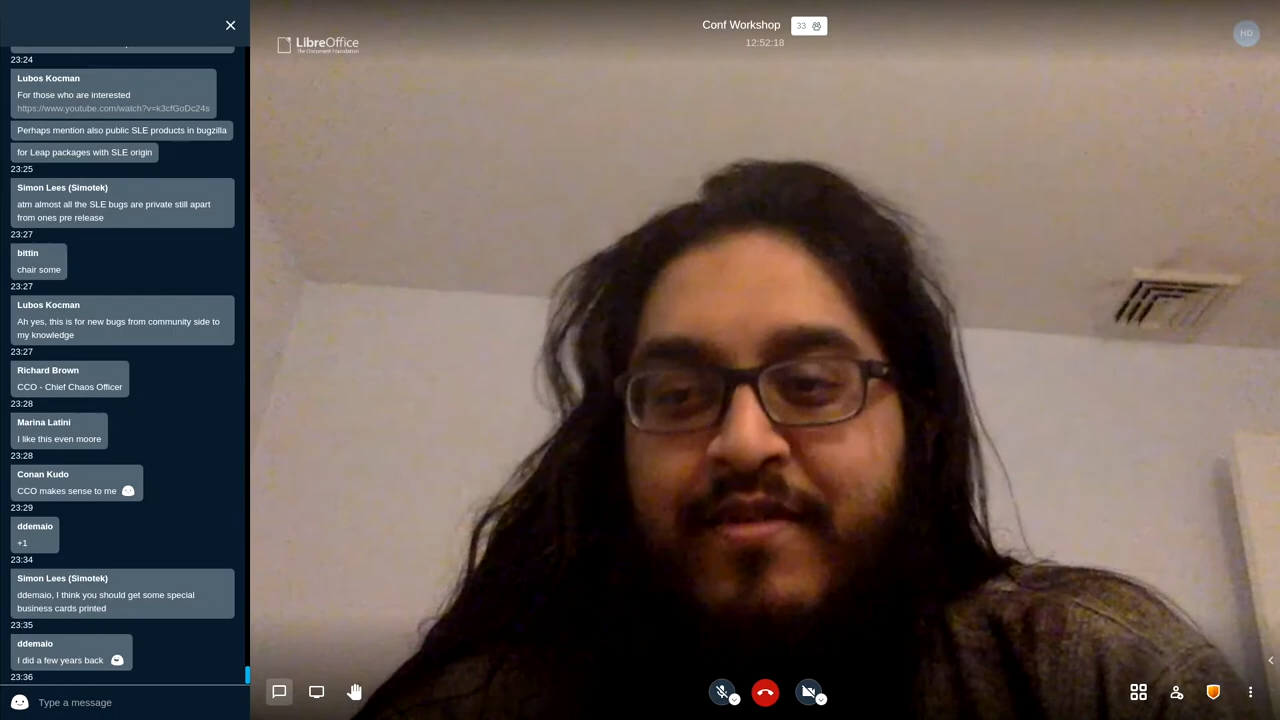 23:24
Lubos Kocman
For those who are interested
https://www.youtube.com/watch?v=k3cfGoDc24s
Perhaps mention also public SLE products in bugzilla
for Leap packages with SLE origin
23:25
Simon Lees (Simotek)
atm almost all the SLE bugs are private still apart
from ones pre release
23:27
bittin
chair some
23:27
Lubos Kocman
Ah yes, this is for new bugs from community side to
my knowledge
23:27
Richard Brown
CCO - Chief Chaos Officer
23:28
Marina Latini
I like this even moore
23:28
Conan Kudo
CCO makes sense to me
23:29
ddemaio
+1
23:34
Simon Lees (Simotek)
ddemaio, I think you should get some special
business cards printed
23:35
ddemaio
I did a few years back
23:36
Type a message
Conf Workshop 33
12:52:18
LibreOffice
The Document Foundation
HD